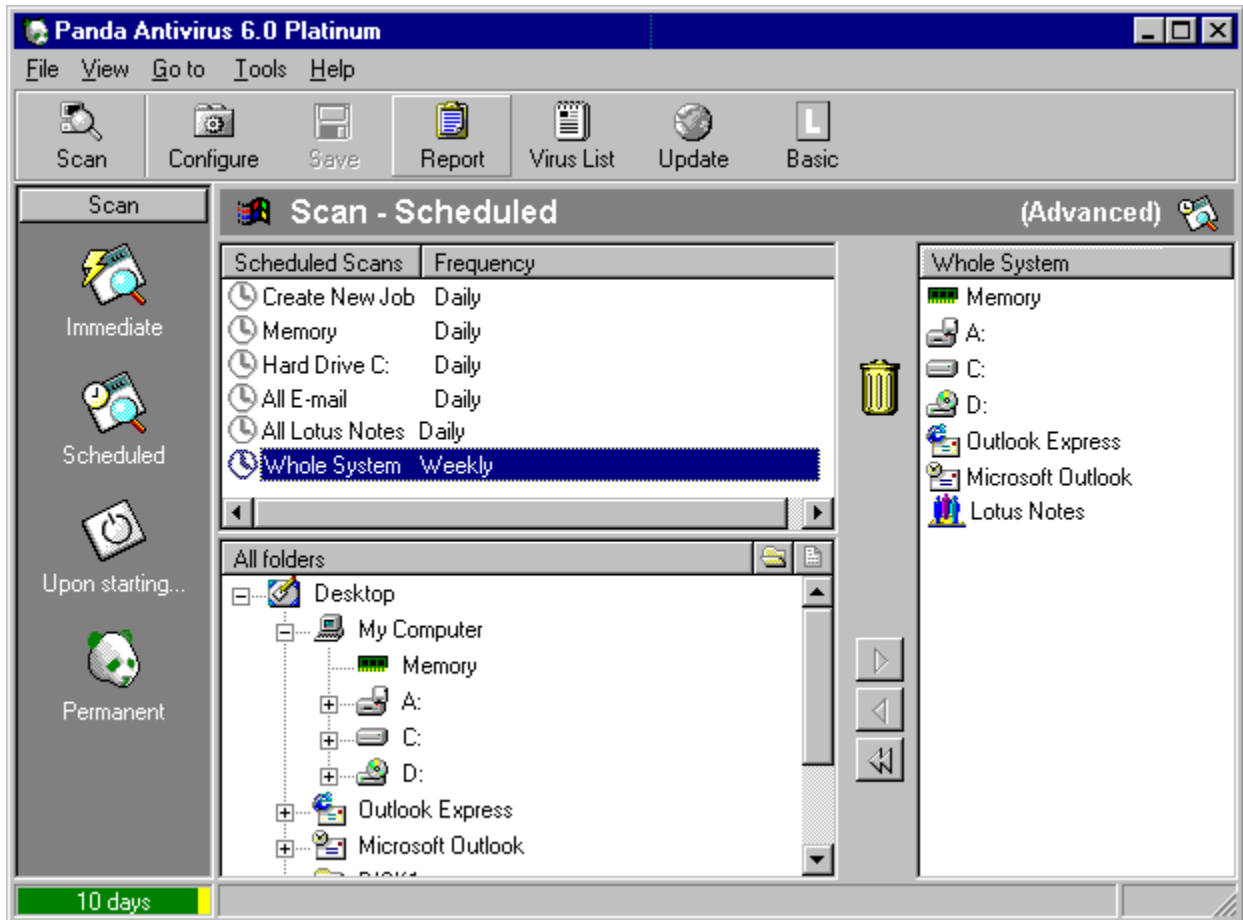 Panda Antivirus 6.0 Platinum
File View Go to Tools Help
Scan Configure Save Report Virus List Update Basic
L
Scan
Immediate
Scheduled
Upon starting...
Permanent
Scan - Scheduled (Advanced)
Scheduled Scans Frequency
Create New Job Daily
Memory Daily
Hard Drive C: Daily
All E-mail Daily
All Lotus Notes Daily
Whole System Weekly
All folders
Desktop
My Computer
Memory
A:
C:
D:
Outlook Express
Microsoft Outlook
Whole System
Memory
A:
C:
D:
Outlook Express
Microsoft Outlook
Lotus Notes
10 days